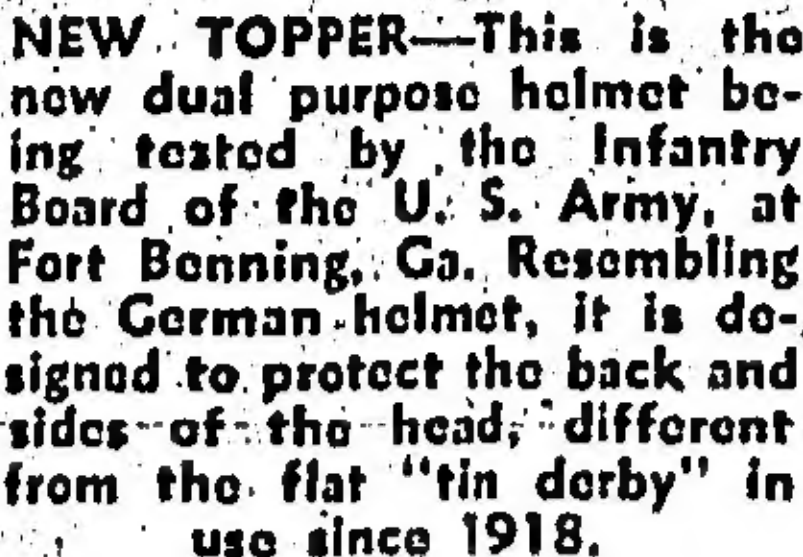 NEW TOPPER—This is the
new dual purpose helmet be-
ing tested by the Infantry
Board of the U. S. Army, at
Fort Benning, Ga. Resembling
the German helmet, it is de-
signed to protect the back and
sides of the head, different
from the flat "tin derby" in
use since 1918.